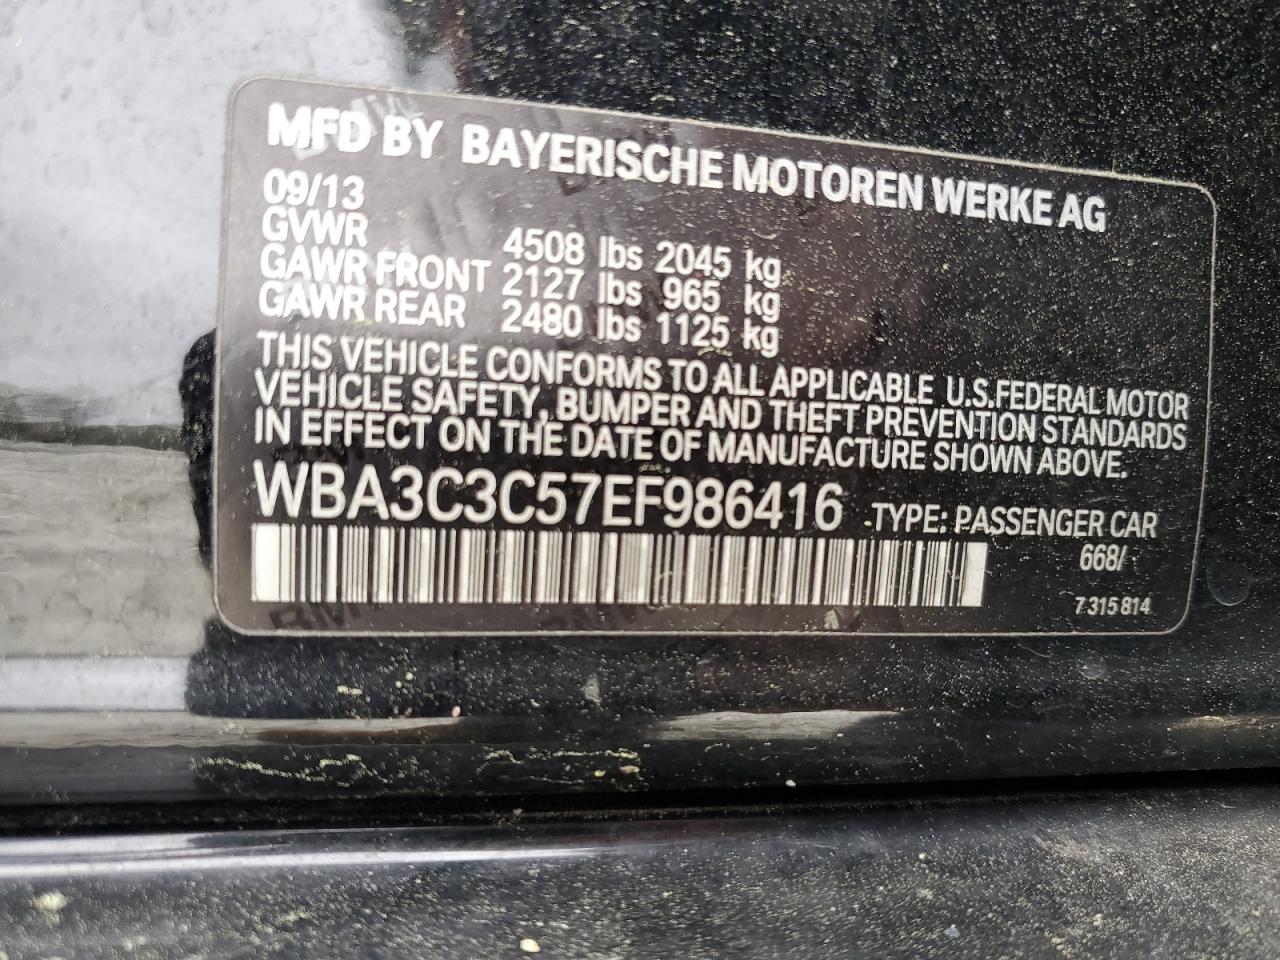 MFD BY BAYERISCHE MOTOREN WERKE AG
09/13
GVWR 4508 lbs 2045 kg
GAWR FRONT 2127 lbs 965 kg
GAWR REAR 2480 lbs 1125 kg
THIS VEHICLE CONFORMS TO ALL APPLICABLE U.S.FEDERAL MOTOR
VEHICLE SAFETY, BUMPER AND THEFT PREVENTION STANDARDS
IN EFFECT ON THE DATE OF MANUFACTURE SHOWN ABOVE.
WBA3C3C57EF986416 TYPE: PASSENGER CAR
668/
7 315 814